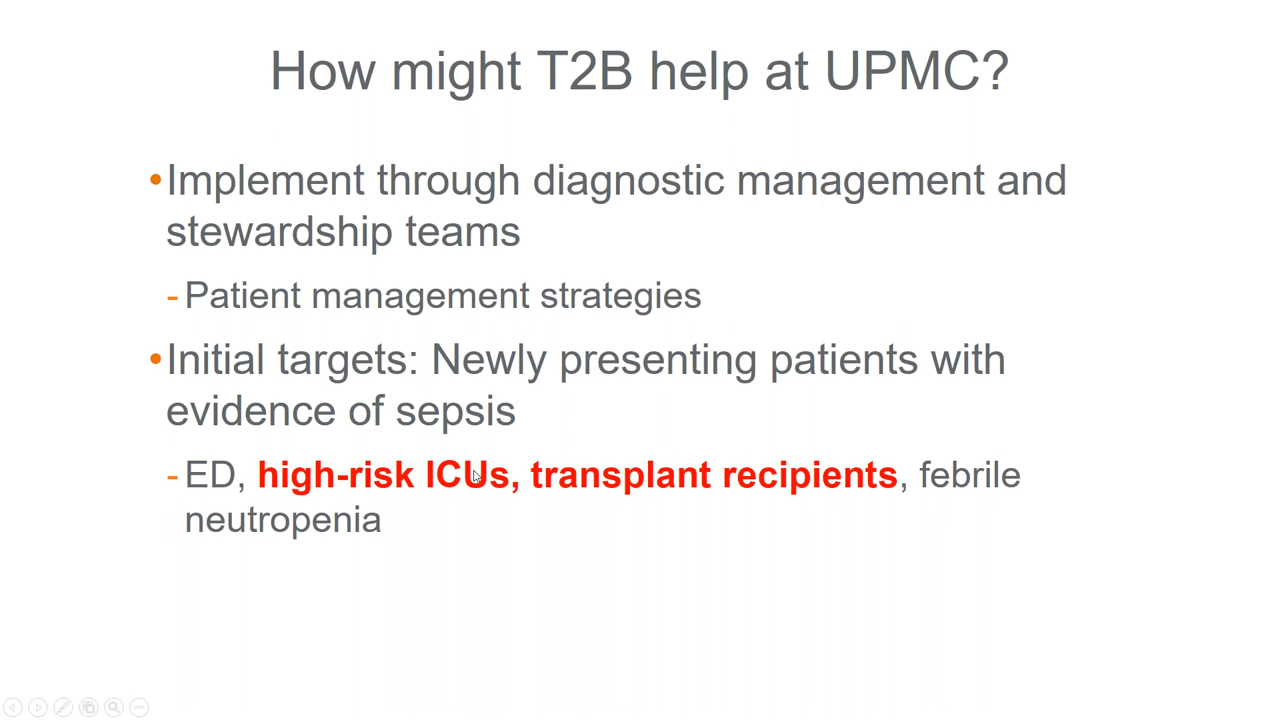 How might T2B help at UPMC?
•Implement through diagnostic management and
stewardship teams
- Patient management strategies
•Initial targets: Newly presenting patients with
evidence of sepsis
- ED, high-risk ICUs, transplant recipients, febrile
neutropenia